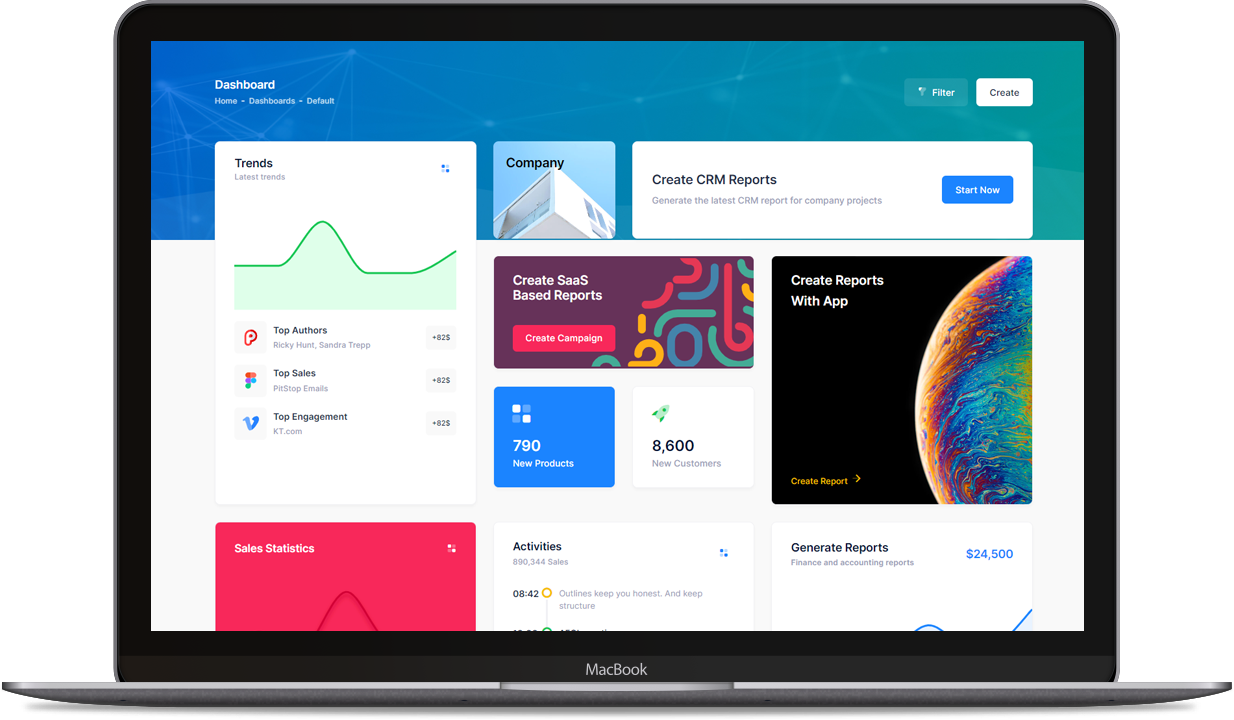 Dashboard
Home - Dashboards - Default
Filter
Create
Trends
Latest trends
Company
Create CRM Reports
Generate the latest CRM report for company projects
Start Now
Create SaaS
Based Reports
Create Campaign
Create Reports
With App
Create Report
Top Authors
Ricky Hunt, Sandra Trepp
+82$
Top Sales
PitStop Emails
+82$
Top Engagement
KT.com
+82$
790
New Products
8,600
New Customers
Sales Statistics
Activities
890,344 Sales
08:42
Outlines keep you honest. And keep
structure
Generate Reports
Finance and accounting reports
$24,500
MacBook